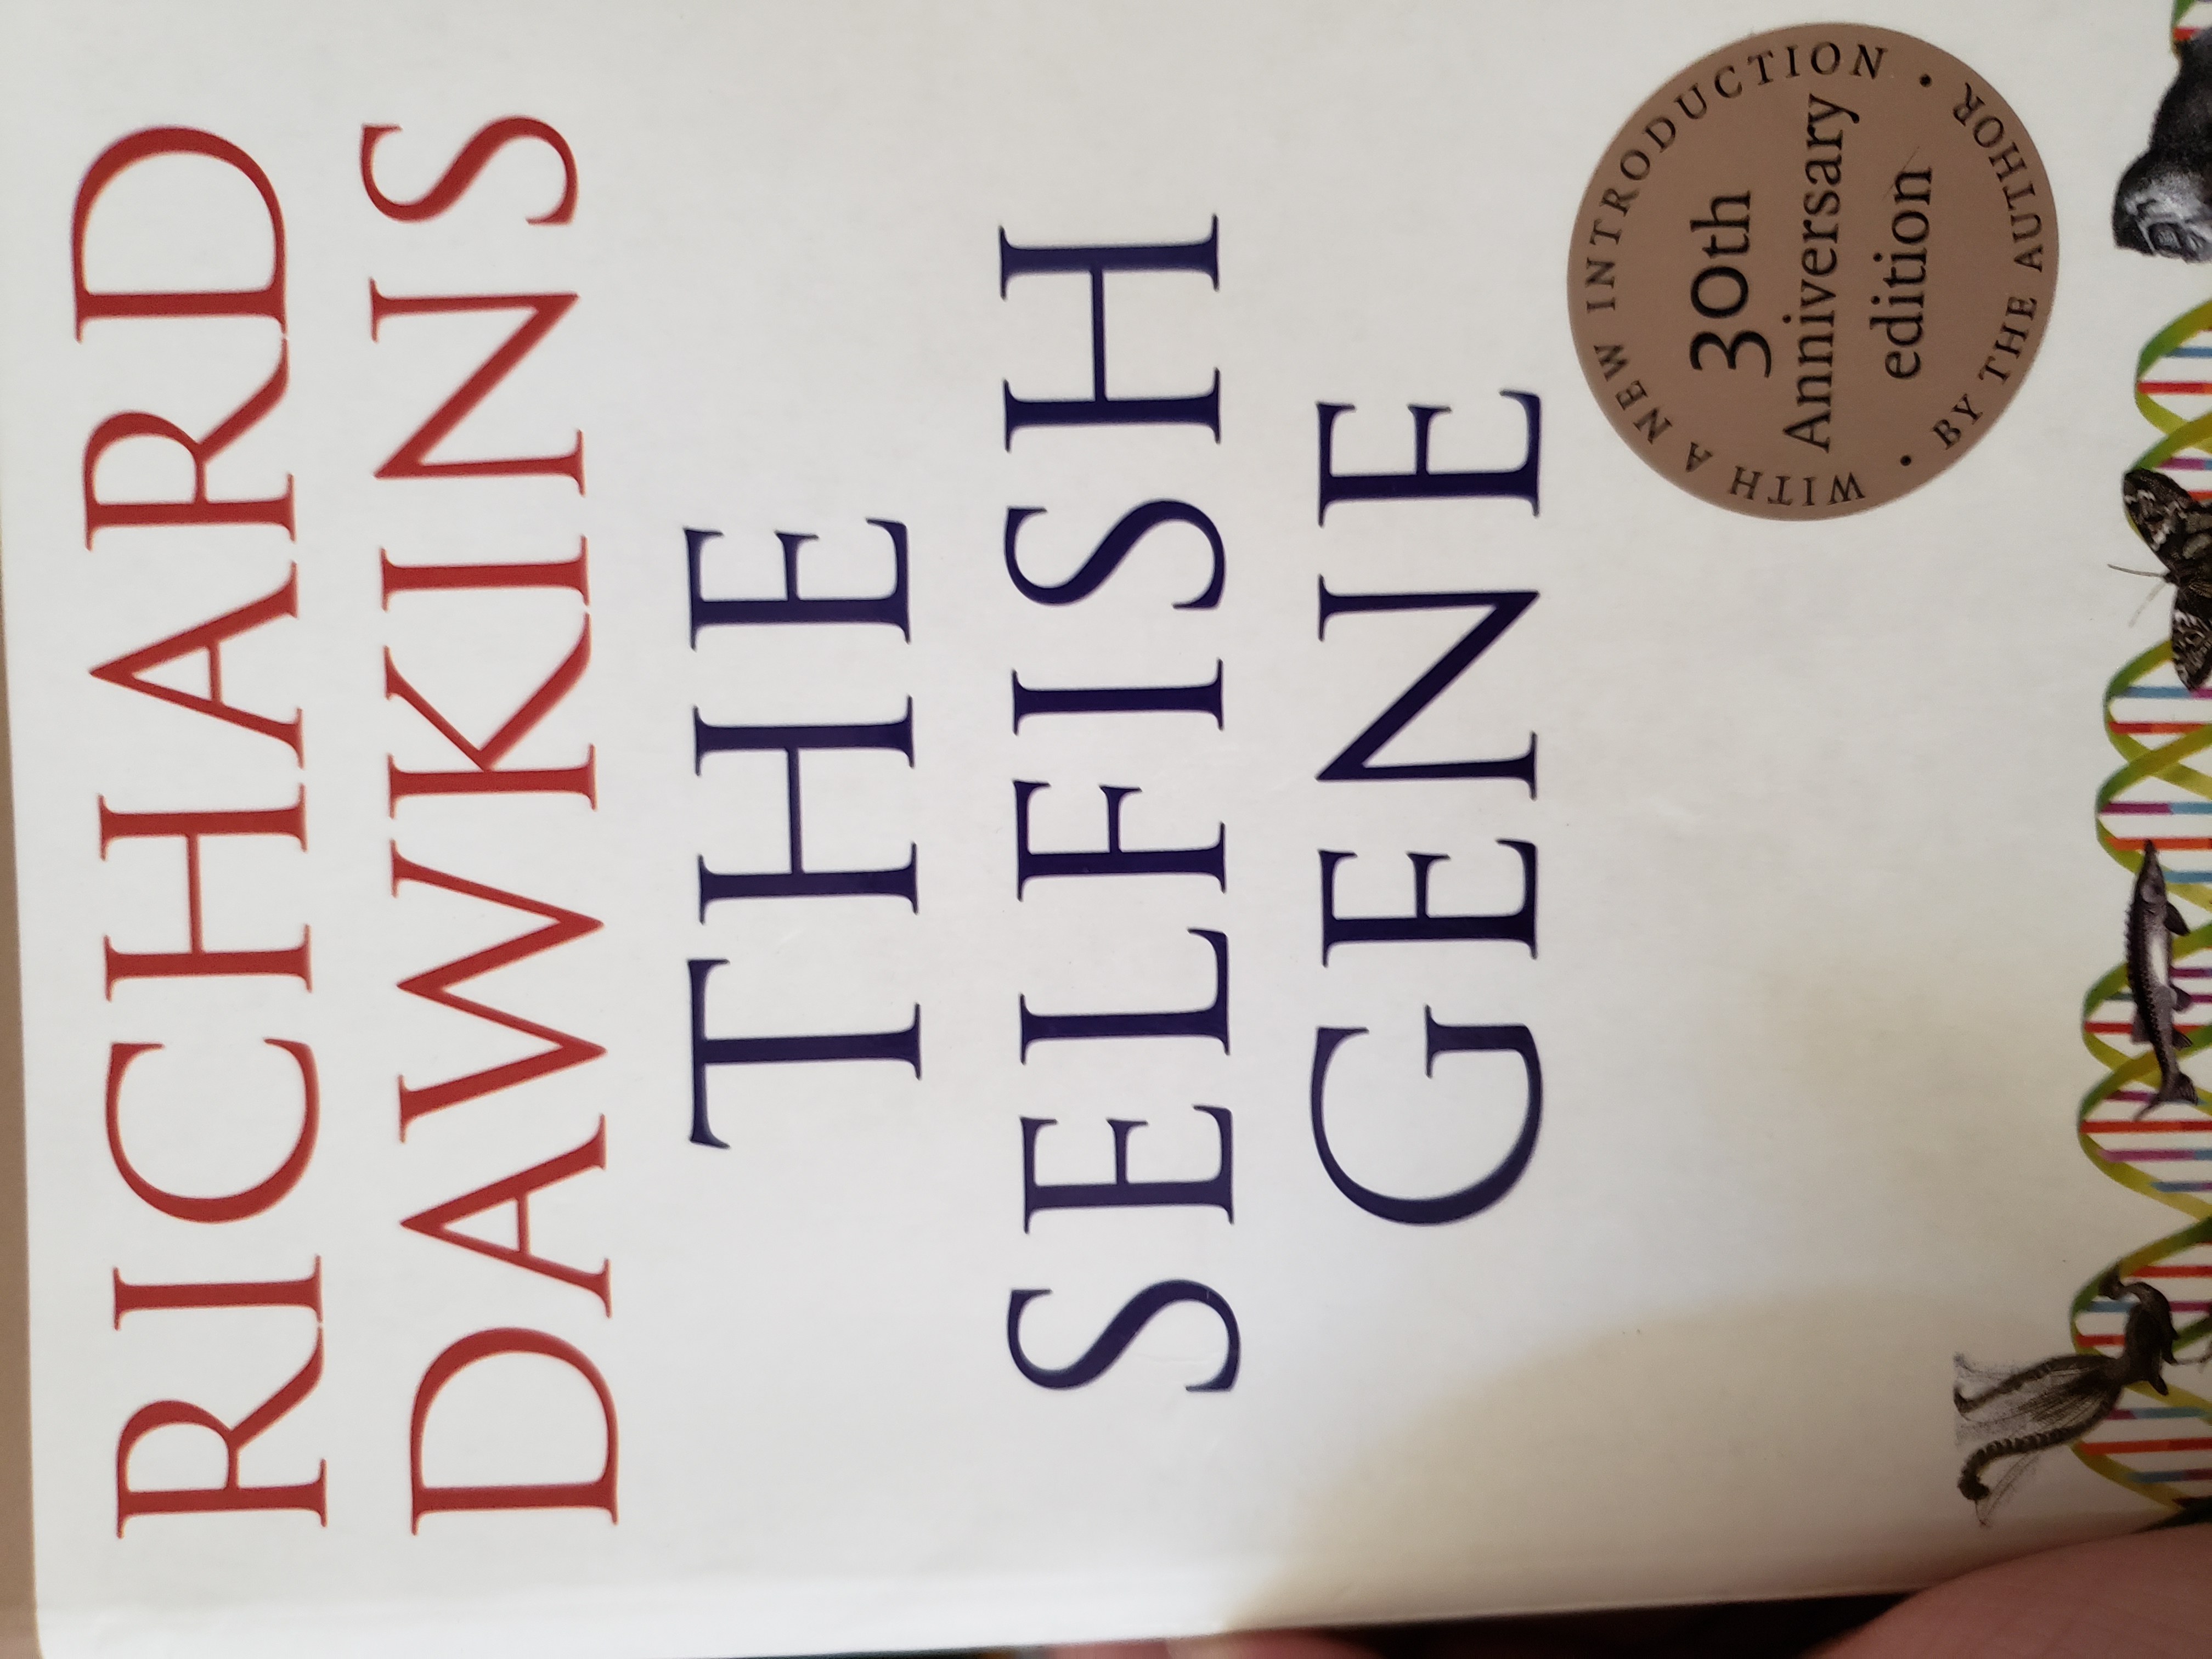 RICHARD
DAWKINS
THE
SELFISH
GENE
WITH A NEW INTRODUCTION
30th
Anniversary
edition
• BY THE AUTHOR •